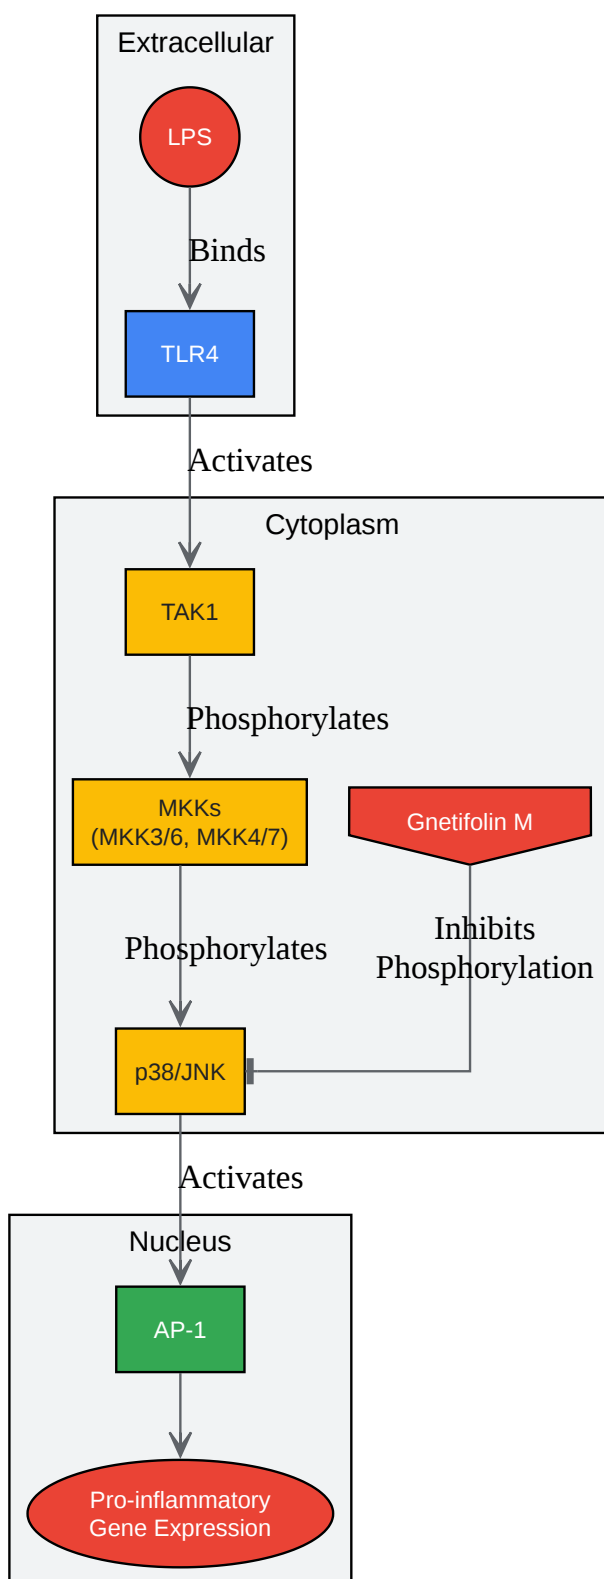 Extracellular
LPS
Binds
TLR4
Activates
Cytoplasm
TAK1
Phosphorylates
MKKs
(MKK3/6, MKK4/7)
Gnetifolin M
Phosphorylates
Inhibits
Phosphorylation
p38/JNK
Activates
Nucleus
AP-1
Pro-inflammatory
Gene Expression